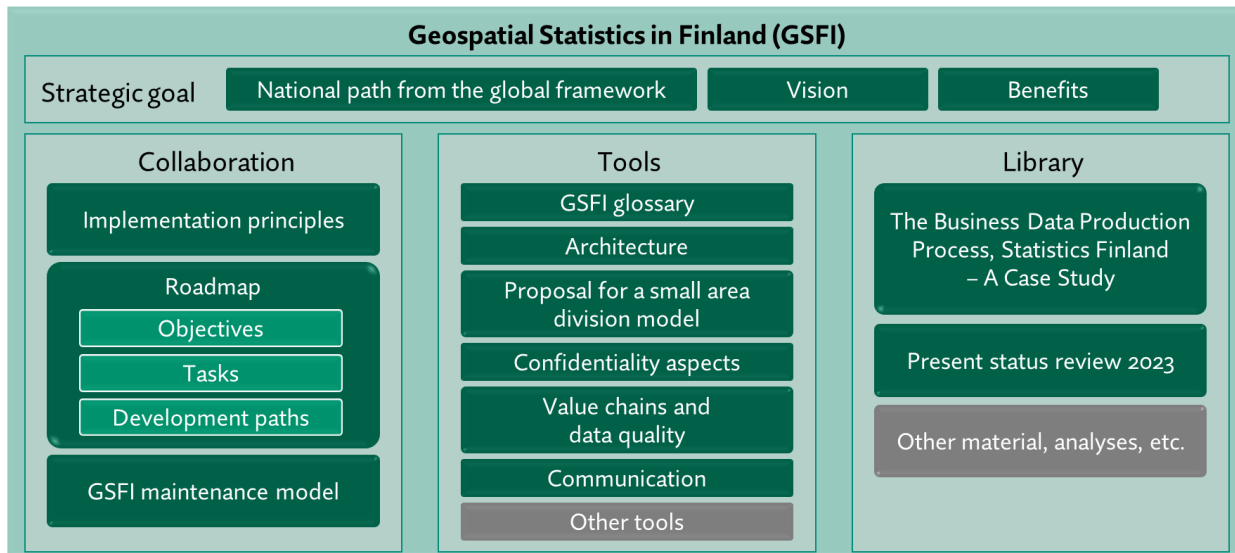 Geospatial Statistics in Finland (GSFI)
Strategic goal
National path from the global framework
Vision
Benefits
Collaboration
Implementation principles
Roadmap
Objectives
Tasks
Development paths
GSFI maintenance model
Tools
GSFI glossary
Architecture
Proposal for a small area
division model
Confidentiality aspects
Value chains and
data quality
Communication
Other tools
Library
The Business Data Production
Process, Statistics Finland
– A Case Study
Present status review 2023
Other material, analyses, etc.